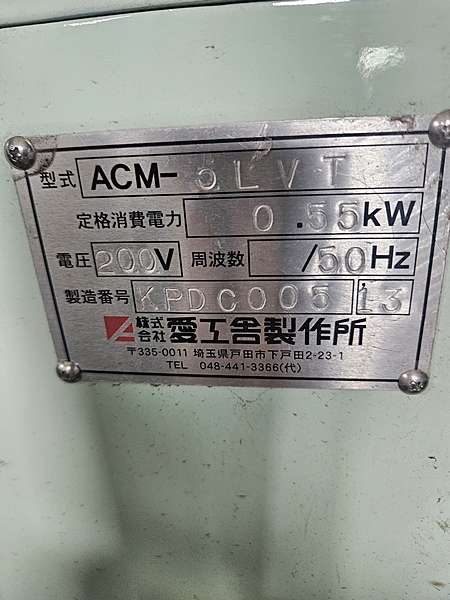 型式 ACM-5LVT
定格消費電力 0.55kW
電圧 200V 周波数 /50Hz
製造番号 KPDC005 13
株式会社 愛工舎製作所
〒335-0011 埼玉県戸田市下戸田2-23-1
TEL 048-441-3366(代)